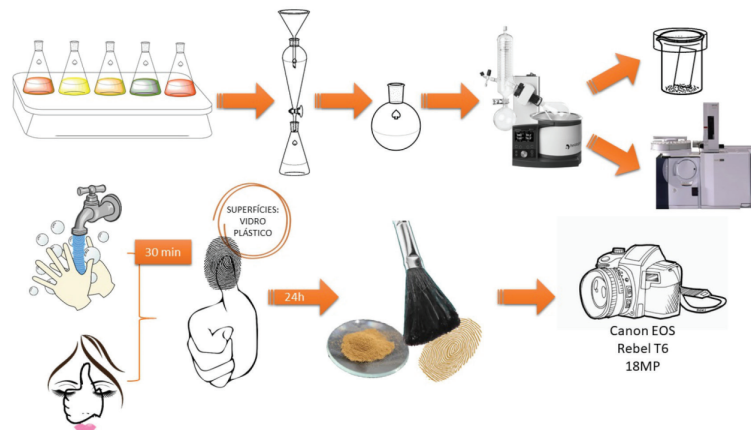 SUPERFÍCIES:
VIDRO
PLÁSTICO
30 min
24h
Canon EOS
Rebel T6
18MP